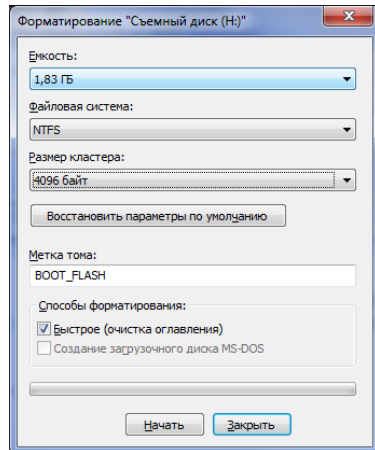 Форматирование "Съемный диск (H:)"
Емкость:
1,83 ГБ
Файловая система:
NTFS
Размер кластера:
4096 байт
Восстановить параметры по умолчанию
Метка тома:
BOOT_FLASH
Способы форматирования:
Быстрое (очистка оглавления)
Создание загрузочного диска MS-DOS
Начать
Закрыть